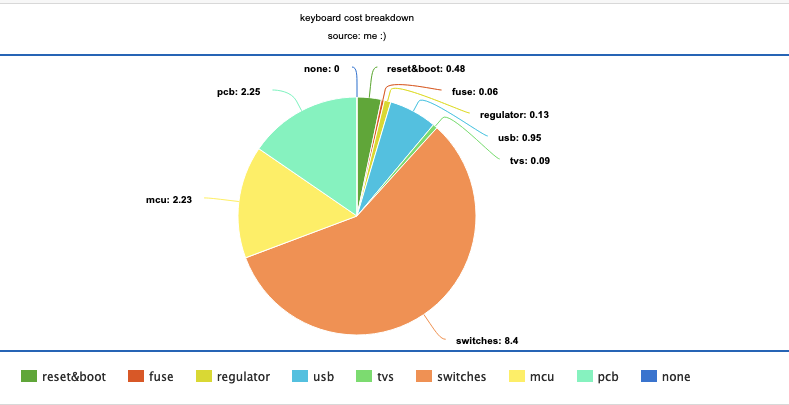 keyboard cost breakdown
source: me :)
none: 0
reset&boot: 0.48
pcb: 2.25
fuse: 0.06
regulator: 0.13
usb: 0.95
tvs: 0.09
mcu: 2.23
switches: 8.4
reset&boot fuse regulator usb tvs switches mcu pcb none